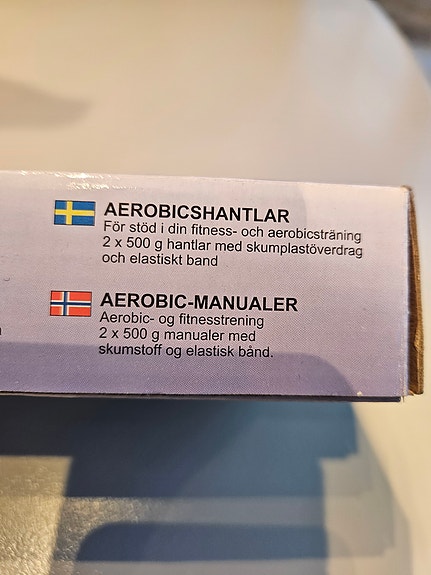 AEROBICSHANTLAR
För stöd i din fitness- och aerobicsträning
2 x 500 g hantlar med skumplastöverdrag
och elastiskt band
AEROBIC-MANUALER
Aerobic- og fitnesstrening
2 x 500 g manualer med
skumstoff og elastisk bånd.